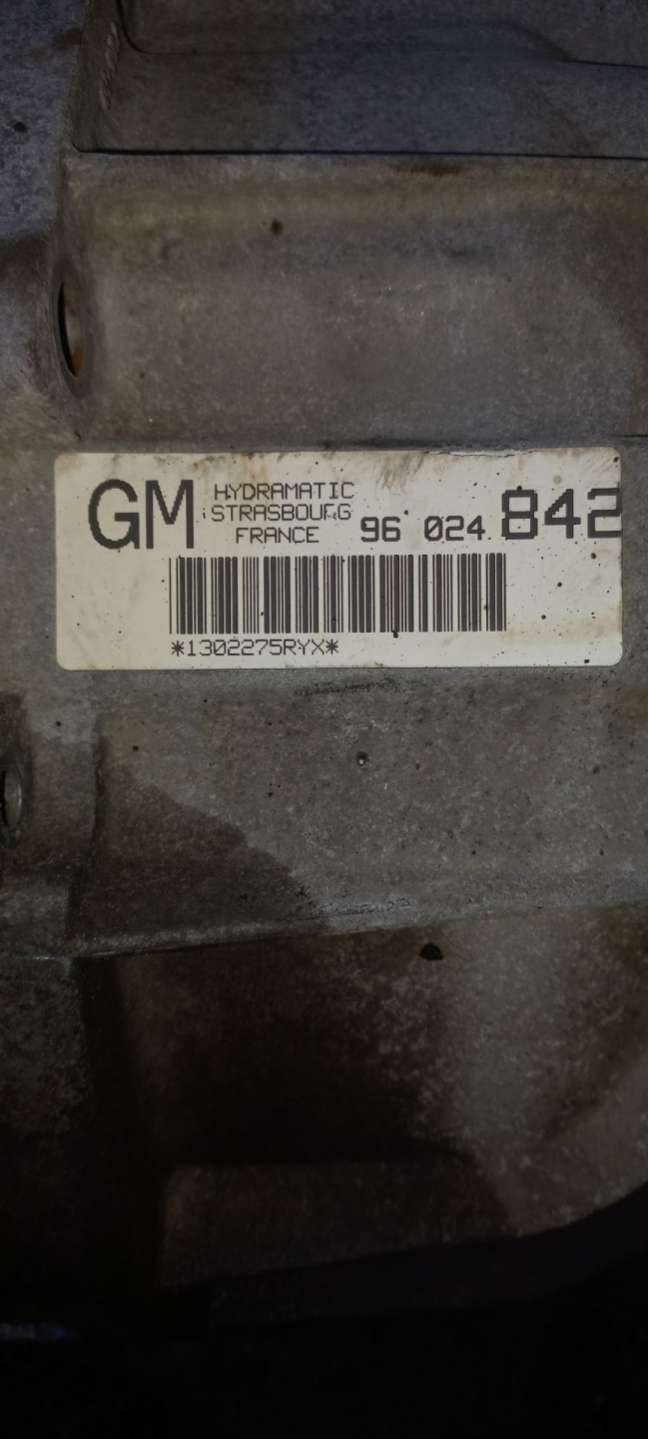 GM HYDRAMATIC
STRASBOURG
FRANCE 96 024 842
*1302275RYX*